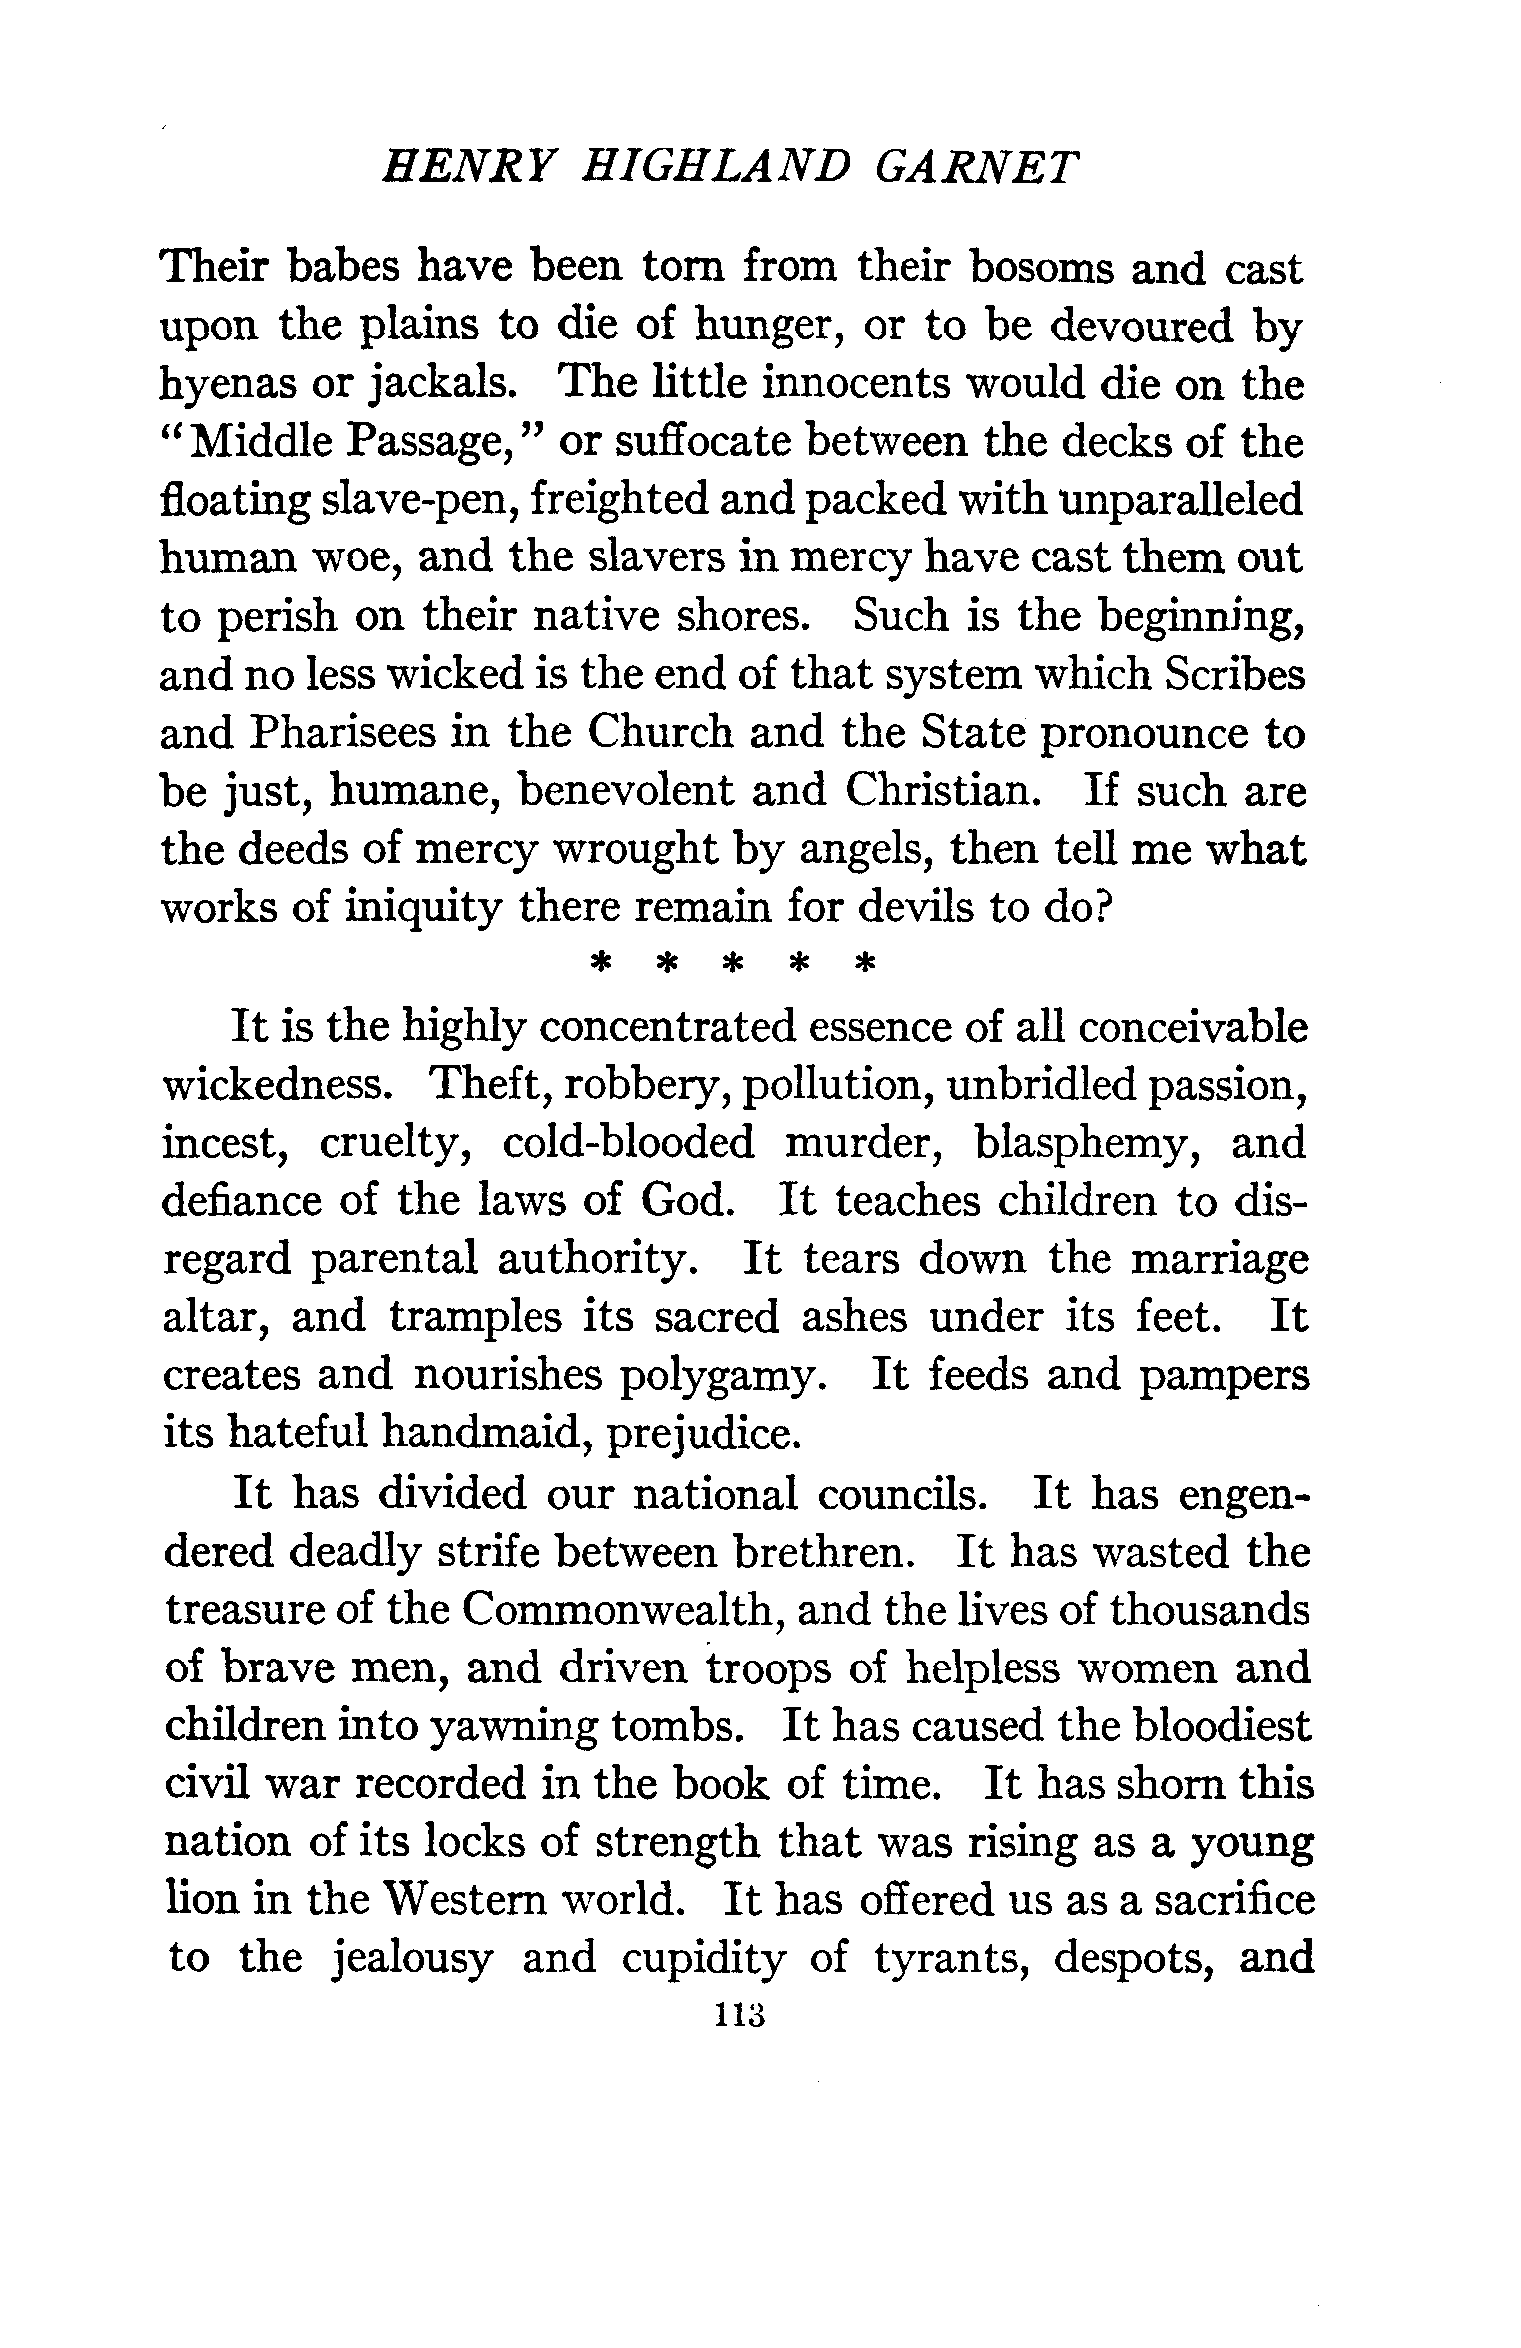 HENRY HIGHLAND GARNET
Their babes have been torn from their bosoms and cast
upon the plains to die of hunger, or to be devoured by
hyenas or jackals. The little innocents would die on the
"Middle Passage," or suffocate between the decks of the
floating slave-pen, freighted and packed with unparalleled
human woe, and the slavers in mercy have cast them out
to perish on their native shores. Such is the beginning,
and no less wicked is the end of that system which Scribes
and Pharisees in the Church and the State pronounce to
be just, humane, benevolent and Christian. If such are
the deeds of mercy wrought by angels, then tell me what
works of iniquity there remain for devils to do?
* * * * *
It is the highly concentrated essence of all conceivable
wickedness. Theft, robbery, pollution, unbridled passion,
incest, cruelty, cold-blooded murder, blasphemy, and
defiance of the laws of God. It teaches children to dis-
regard parental authority. It tears down the marriage
altar, and tramples its sacred ashes under its feet. It
creates and nourishes polygamy. It feeds and pampers
its hateful handmaid, prejudice.
It has divided our national councils. It has engen-
dered deadly strife between brethren. It has wasted the
treasure of the Commonwealth, and the lives of thousands
of brave men, and driven troops of helpless women and
children into yawning tombs. It has caused the bloodiest
civil war recorded in the book of time. It has shorn this
nation of its locks of strength that was rising as a young
lion in the Western world. It has offered us as a sacrifice
to the jealousy and cupidity of tyrants, despots, and
113